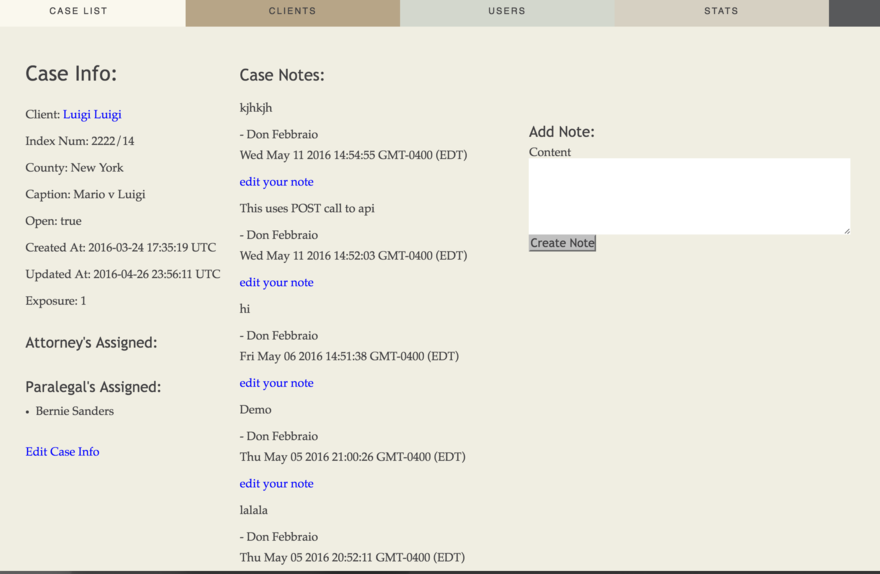 CASE LIST CLIENTS USERS STATS
Case Info:
Client: Luigi Luigi
Index Num: 2222/14
County: New York
Caption: Mario v Luigi
Open: true
Created At: 2016-03-24 17:35:19 UTC
Updated At: 2016-04-26 23:56:11 UTC
Exposure: 1
Attorney's Assigned:
Paralegal's Assigned:
• Bernie Sanders
Edit Case Info
Case Notes:
kjhkjh
- Don Febbraio
Wed May 11 2016 14:54:55 GMT-0400 (EDT)
edit your note
This uses POST call to api
- Don Febbraio
Wed May 11 2016 14:52:03 GMT-0400 (EDT)
edit your note
hi
- Don Febbraio
Fri May 06 2016 14:51:38 GMT-0400 (EDT)
edit your note
Demo
- Don Febbraio
Thu May 05 2016 21:00:26 GMT-0400 (EDT)
edit your note
lalala
- Don Febbraio
Thu May 05 2016 20:52:11 GMT-0400 (EDT)
Add Note:
Content
Create Note